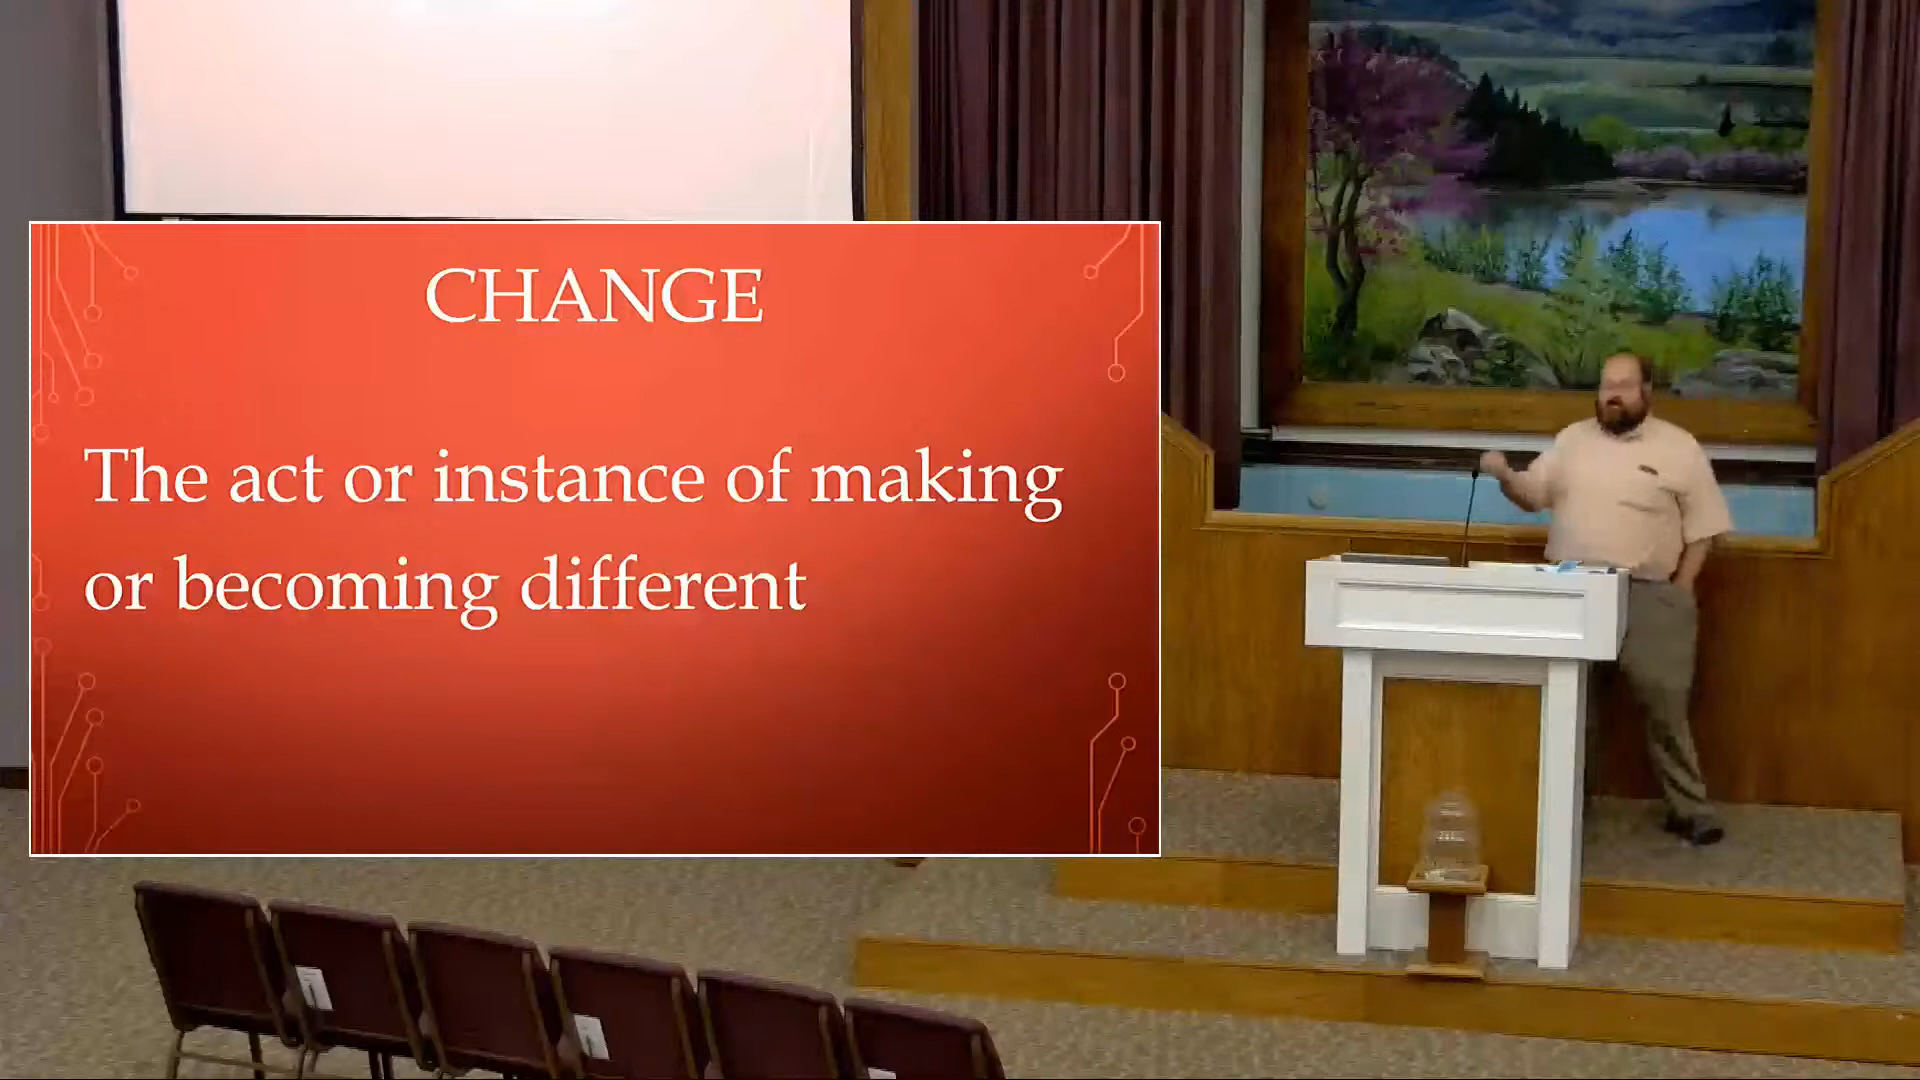 CHANGE
The act or instance of making
or becoming different